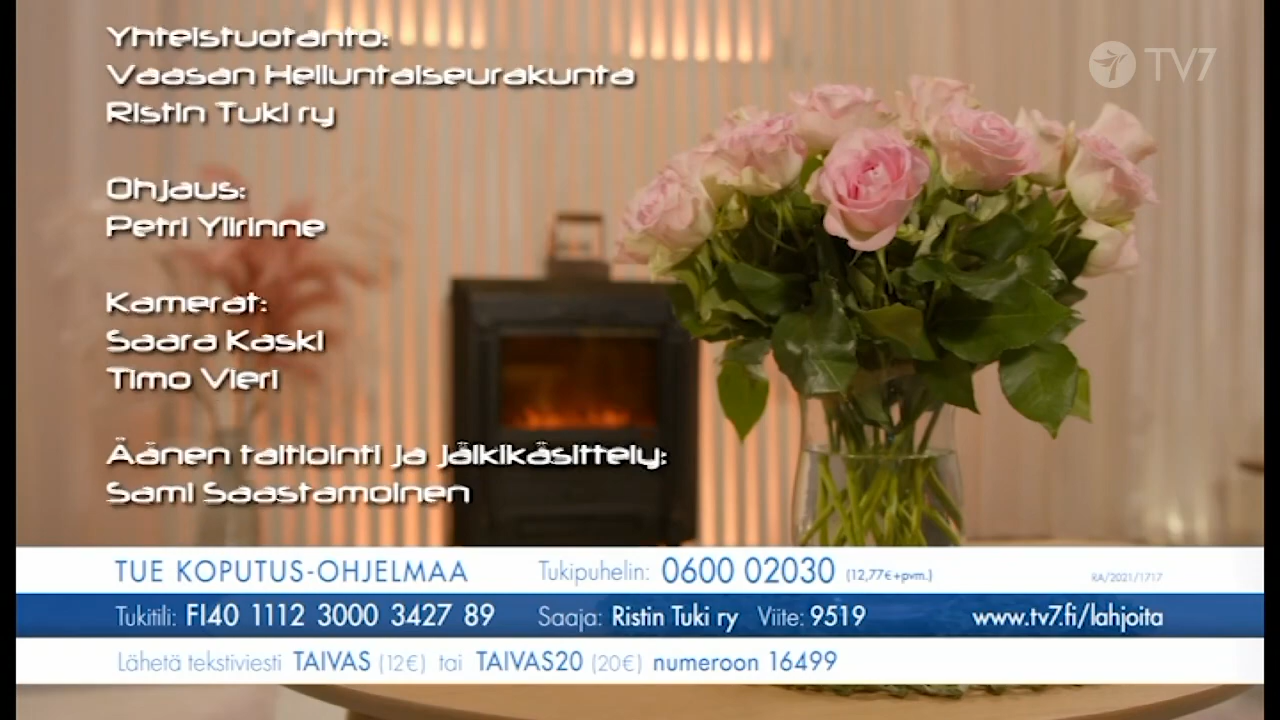 TV7
Yhteistuotanto:
Vaasan Helluntaiseurakunta
Ristin Tuki ry
Ohjaus:
Petri Ylirinne
Kamerat:
Saara Kaski
Timo Vieri
Äänen taltiointi ja jälkikäsittely:
Sami Saastamoinen
TUE KOPUTUS-OHJELMAA Tukipuhelin: 0600 02030 (12,77€+pvm.) RA/2021/1717
Tukitili: FI40 1112 3000 3427 89 Saaja: Ristin Tuki ry Viite: 9519 www.tv7.fi/lahjoita
Lähetä tekstiviesti TAIVAS (12€) tai TAIVAS20 (20€) numeroon 16499